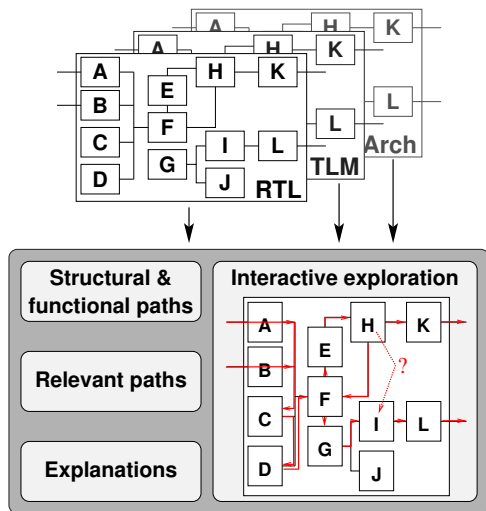 A H K
A H K
A H K
B E
F
C I L L L
G
D J RTL TLM Arch
Structural & functional paths
Interactive exploration
Relevant paths
Explanations
A H K
B E ?
C F I L
D G J